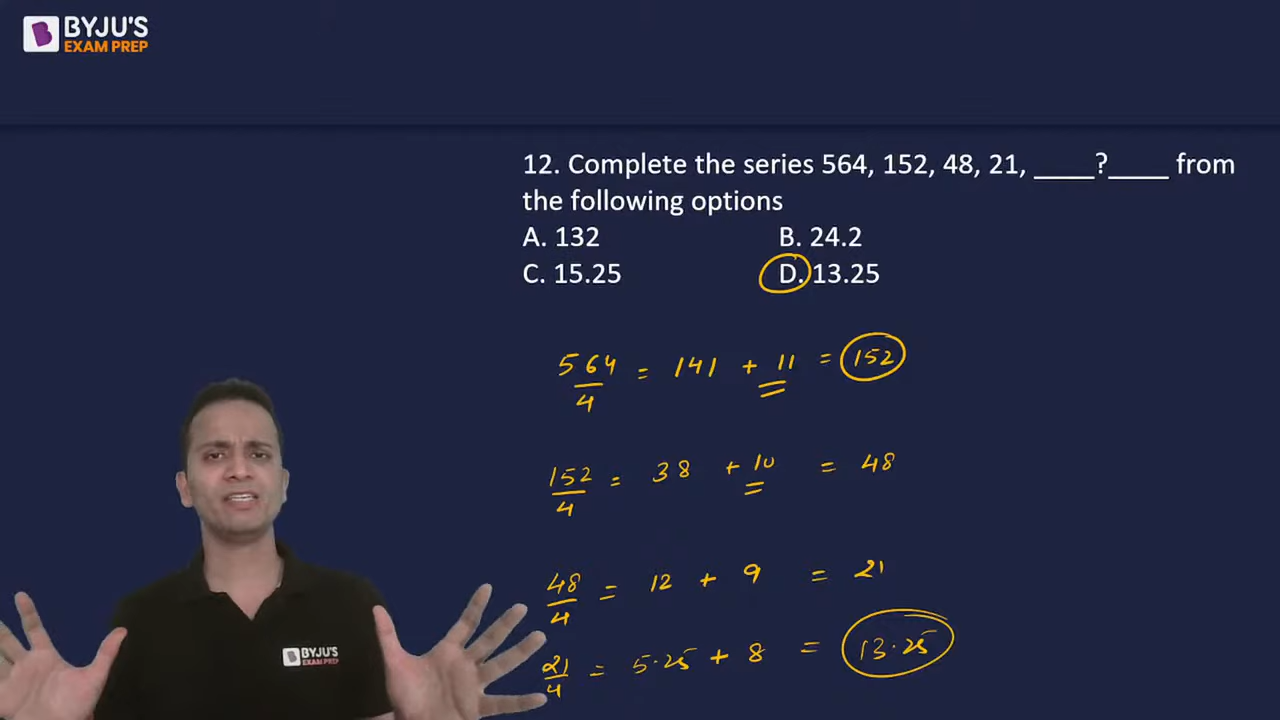 BYJU'S
EXAM PREP
12. Complete the series 564, 152, 48, 21, ____?____ from
the following options
A. 132 B. 24.2
C. 15.25 D. 13.25
564/4 = 141 + 11 = 152
152/4 = 38 + 10 = 48
48/4 = 12 + 9 = 21
21/4 = 5.25 + 8 = 13.25
BYJU'S
EXAM PREP